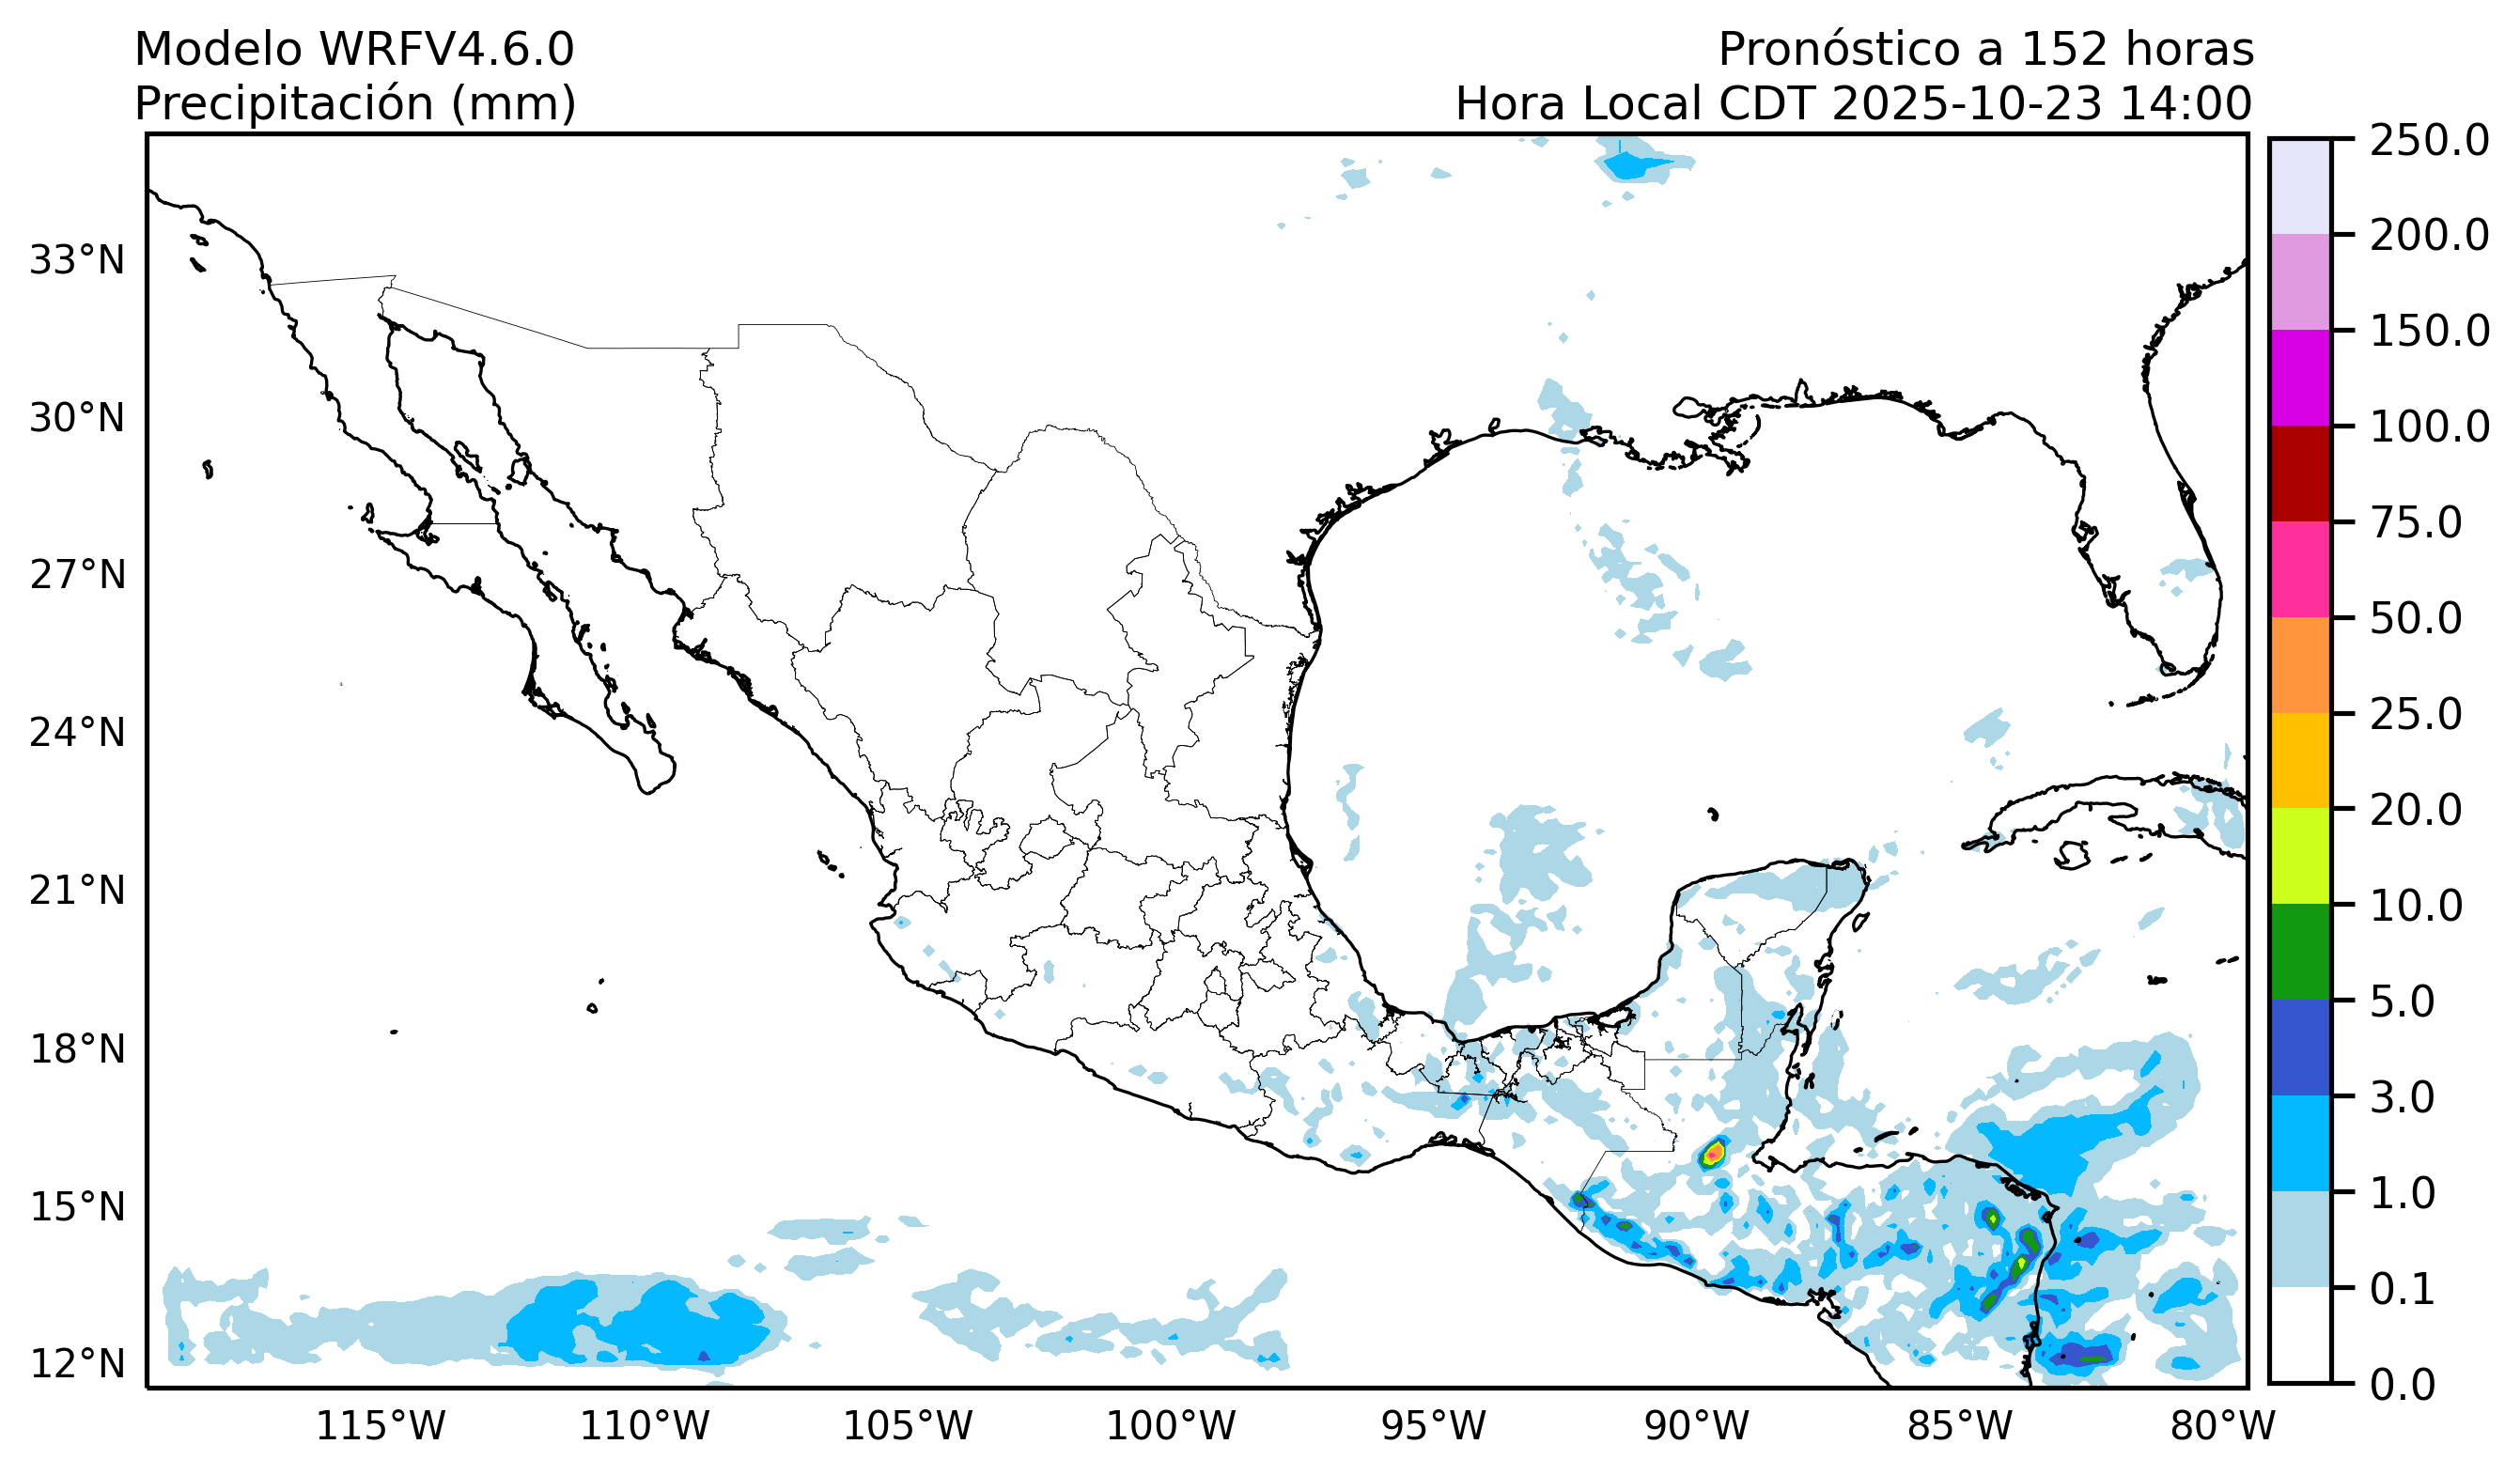 Modelo WRFV4.6.0
Precipitación (mm)
Pronóstico a 152 horas
Hora Local CDT 2025-10-23 14:00
33°N
30°N
27°N
24°N
21°N
18°N
15°N
12°N
115°W
110°W
105°W
100°W
95°W
90°W
85°W
80°W
250.0
200.0
150.0
100.0
75.0
50.0
25.0
20.0
10.0
5.0
3.0
1.0
0.1
0.0